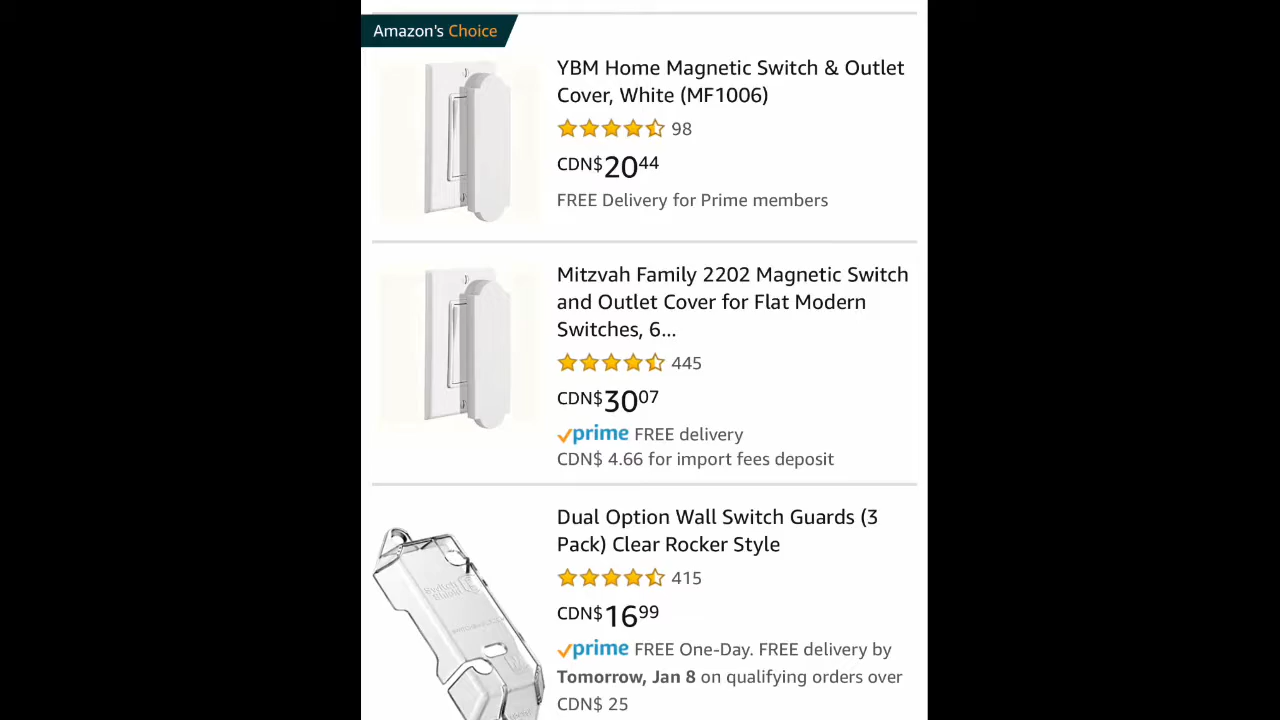 Amazon's Choice
YBM Home Magnetic Switch & Outlet
Cover, White (MF1006)
98
CDN$ 20 44
FREE Delivery for Prime members
Mitzvah Family 2202 Magnetic Switch
and Outlet Cover for Flat Modern
Switches, 6...
445
CDN$ 30 07
prime FREE delivery
CDN$ 4.66 for import fees deposit
Dual Option Wall Switch Guards (3
Pack) Clear Rocker Style
Switch
415
CDN$ 16 99
prime FREE One-Day. FREE delivery by
Tomorrow, Jan 8 on qualifying orders over
CDN$ 25